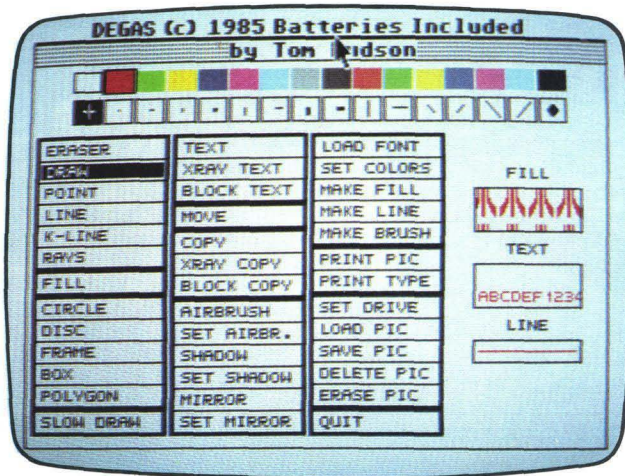 DEGAS (c) 1985 Batteries Included
by Tom Hudson
ERASER
DRAW
POINT
LINE
K-LINE
RAYS
FILL
CIRCLE
DISC
FRAME
BOX
POLYGON
SLOW DRAW
TEXT
XRAY TEXT
BLOCK TEXT
MOVE
COPY
XRAY COPY
BLOCK COPY
AIRBRUSH
SET AIRBR.
SHADOW
SET SHADOW
MIRROR
SET MIRROR
LOAD FONT
SET COLORS
MAKE FILL
MAKE LINE
MAKE BRUSH
PRINT PIC
PRINT TYPE
SET DRIVE
LOAD PIC
SAVE PIC
DELETE PIC
ERASE PIC
QUIT
FILL
TEXT
ABCDEF 1234
LINE